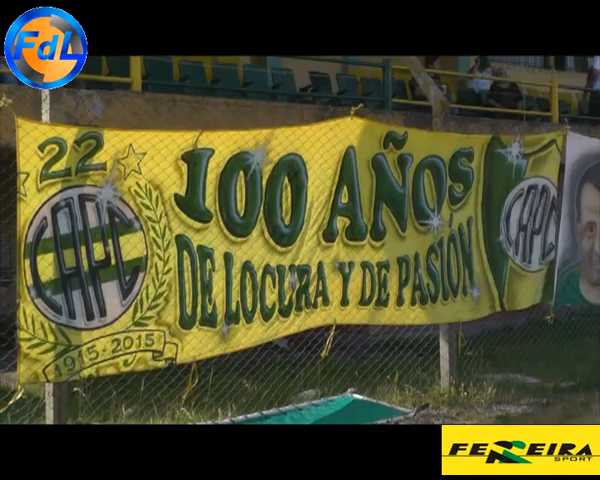 FdL
22
100 AÑOS
DE LOCURA Y DE PASIÓN
CAPC
CAPC
1915 - 2015
FERREIRA
SPORT